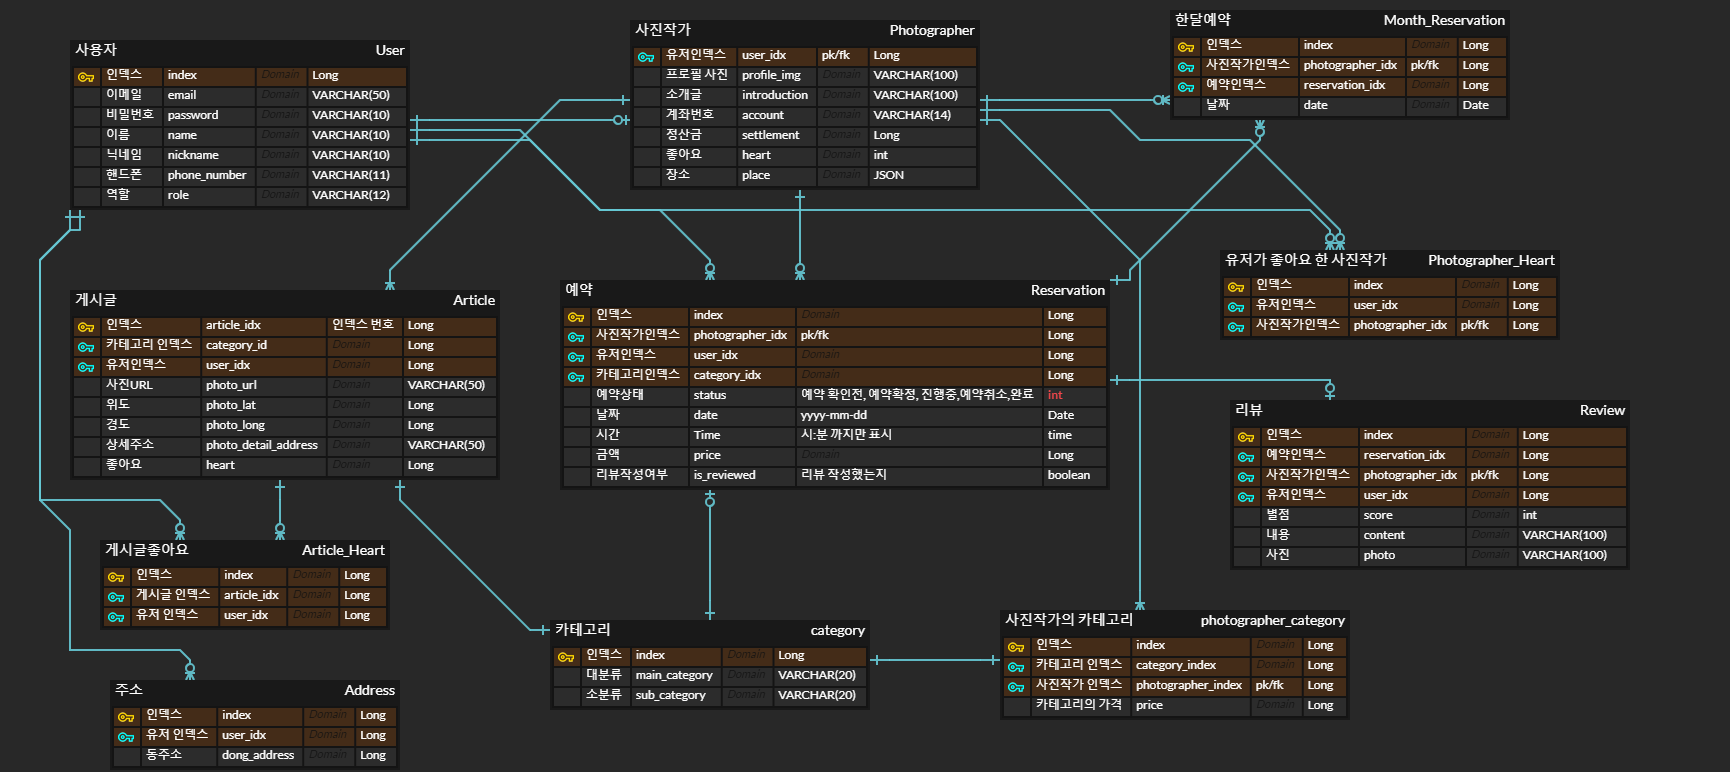 사용자 User
인덱스 index Domain Long
이메일 email Domain VARCHAR(50)
비밀번호 password Domain VARCHAR(10)
이름 name Domain VARCHAR(10)
닉네임 nickname Domain VARCHAR(10)
핸드폰 phone_number Domain VARCHAR(11)
역할 role Domain VARCHAR(12)
사진작가 Photographer
유저인덱스 user_idx pk/fk Long
프로필 사진 profile_img Domain VARCHAR(100)
소개글 introduction Domain VARCHAR(100)
계좌번호 account Domain VARCHAR(14)
정산금 settlement Domain Long
좋아요 heart Domain int
장소 place Domain JSON
한달예약 Month_Reservation
인덱스 index Domain Long
사진작가인덱스 photographer_idx pk/fk Long
예약인덱스 reservation_idx Domain Long
날짜 date Domain Date
유저가 좋아요 한 사진작가 Photographer_Heart
인덱스 index Domain Long
유저인덱스 user_idx Domain Long
사진작가인덱스 photographer_idx pk/fk Long
게시글 Article
인덱스 article_idx 인덱스 번호 Long
카테고리 인덱스 category_id Domain Long
유저인덱스 user_idx Domain Long
사진URL photo_url Domain VARCHAR(50)
위도 photo_lat Domain Long
경도 photo_long Domain Long
상세주소 photo_detail_address Domain VARCHAR(50)
좋아요 heart Domain Long
예약 Reservation
인덱스 index Domain Long
사진작가인덱스 photographer_idx pk/fk Long
유저인덱스 user_idx Domain Long
카테고리인덱스 category_idx Domain Long
예약상태 status 예약 확인전, 예약확정, 진행중,예약취소,완료 int
날짜 date yyyy-mm-dd Date
시간 Time 시:분 까지만 표시 time
금액 price Domain Long
리뷰작성여부 is_reviewed 리뷰 작성했는지 boolean
리뷰 Review
인덱스 index Domain Long
예약인덱스 reservation_idx Domain Long
사진작가인덱스 photographer_idx pk/fk Long
유저인덱스 user_idx Domain Long
별점 score Domain int
내용 content Domain VARCHAR(100)
사진 photo Domain VARCHAR(100)
게시글좋아요 Article_Heart
인덱스 index Domain Long
게시글 인덱스 article_idx Domain Long
유저 인덱스 user_idx Domain Long
카테고리 category
인덱스 index Domain Long
대분류 main_category Domain VARCHAR(20)
소분류 sub_category Domain VARCHAR(20)
사진작가의 카테고리 photographer_category
인덱스 index Domain Long
카테고리 인덱스 category_index Domain Long
사진작가 인덱스 photographer_index pk/fk Long
카테고리의 가격 price Domain Long
주소 Address
인덱스 index Domain Long
유저 인덱스 user_idx Domain Long
동주소 dong_address Domain Long